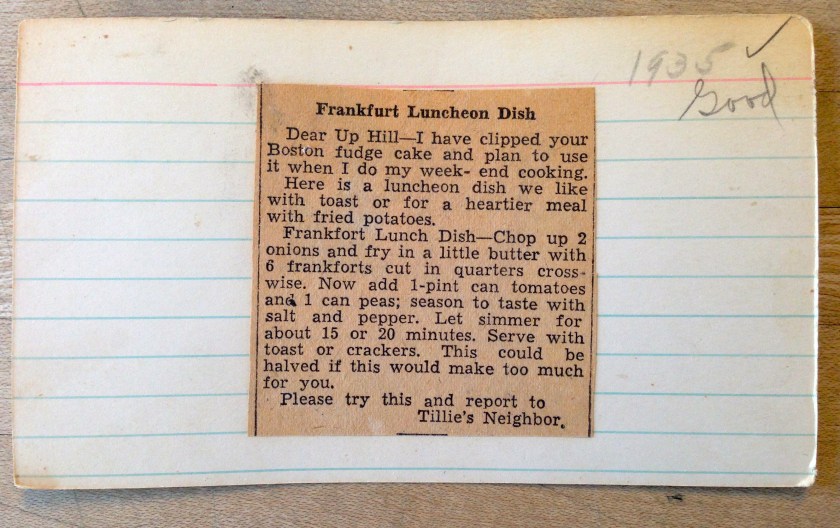 1935 ✓
Good
Frankfurt Luncheon Dish
Dear Up Hill—I have clipped your
Boston fudge cake and plan to use
it when I do my week- end cooking.
Here is a luncheon dish we like
with toast or for a heartier meal
with fried potatoes.
Frankfort Lunch Dish—Chop up 2
onions and fry in a little butter with
6 frankforts cut in quarters cross-
wise. Now add 1-pint can tomatoes
and 1 can peas; season to taste with
salt and pepper. Let simmer for
about 15 or 20 minutes. Serve with
toast or crackers. This could be
halved if this would make too much
for you.
Please try this and report to
Tillie's Neighbor.